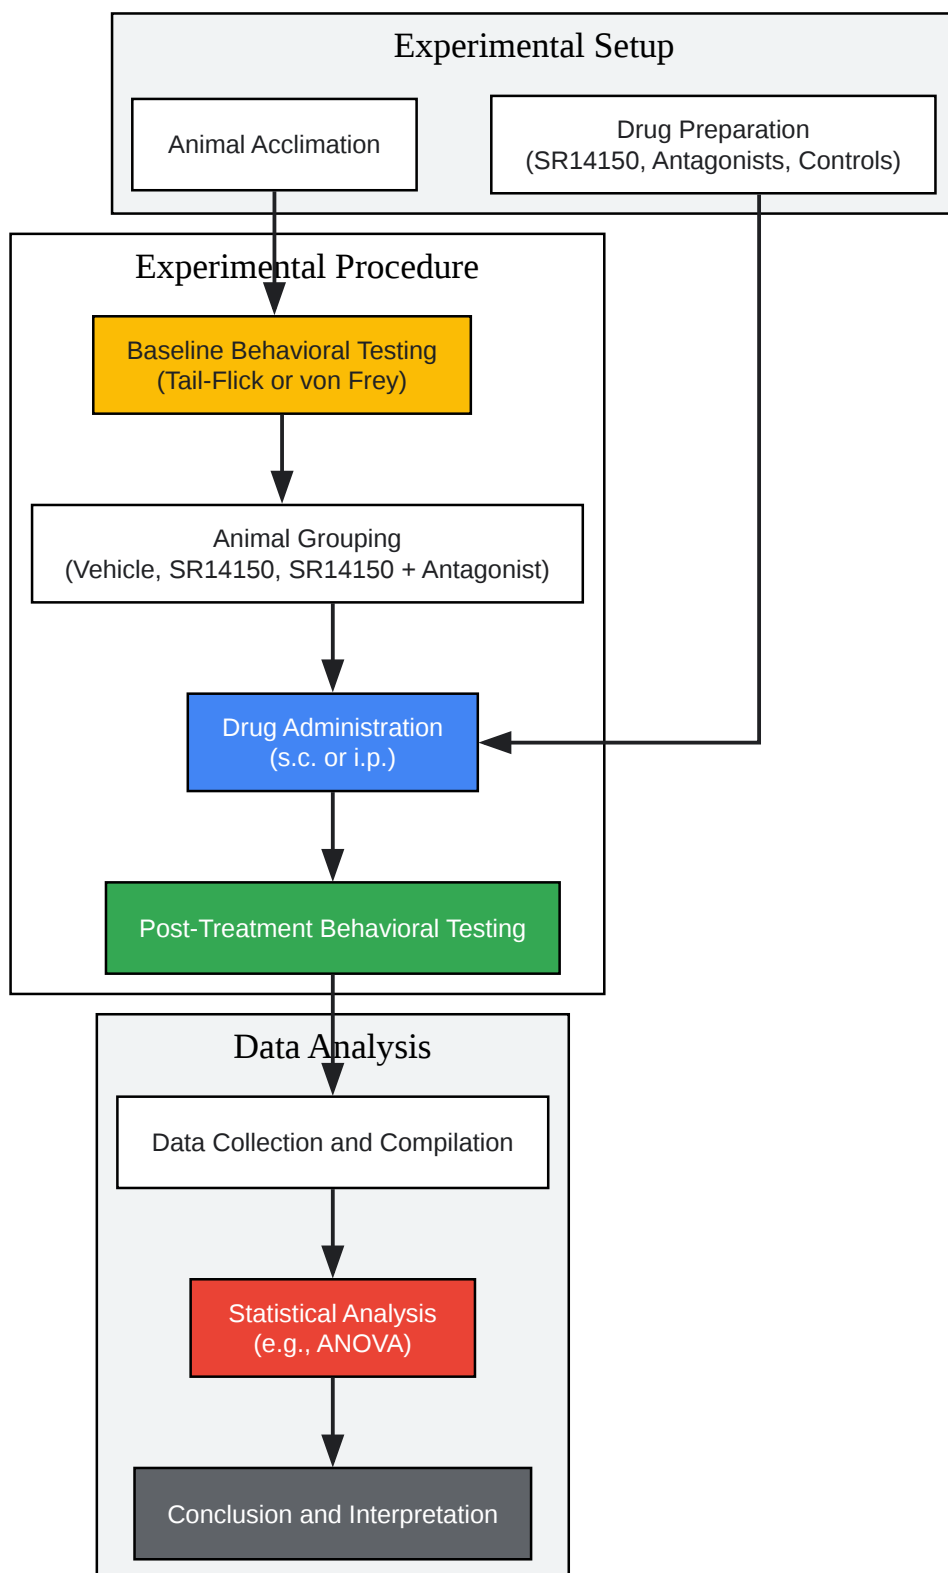 Experimental Setup
Animal Acclimation
Drug Preparation
(SR14150, Antagonists, Controls)
Experimental Procedure
Baseline Behavioral Testing
(Tail-Flick or von Frey)
Animal Grouping
(Vehicle, SR14150, SR14150 + Antagonist)
Drug Administration
(s.c. or i.p.)
Post-Treatment Behavioral Testing
Data Analysis
Data Collection and Compilation
Statistical Analysis
(e.g., ANOVA)
Conclusion and Interpretation